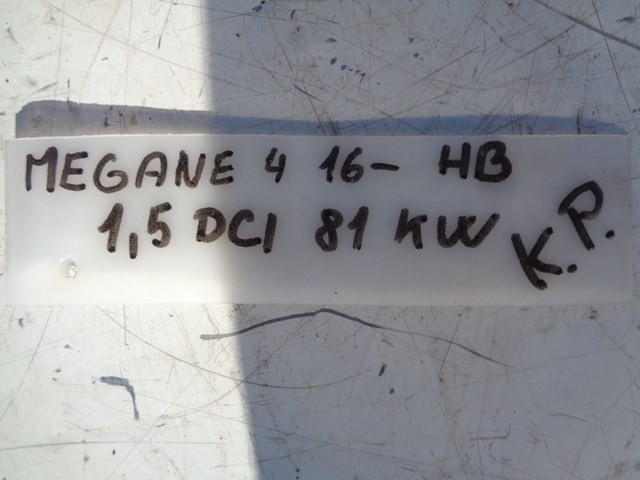 MEGANE 4 16- HB
1,5 DCI 81 KW
K.P.